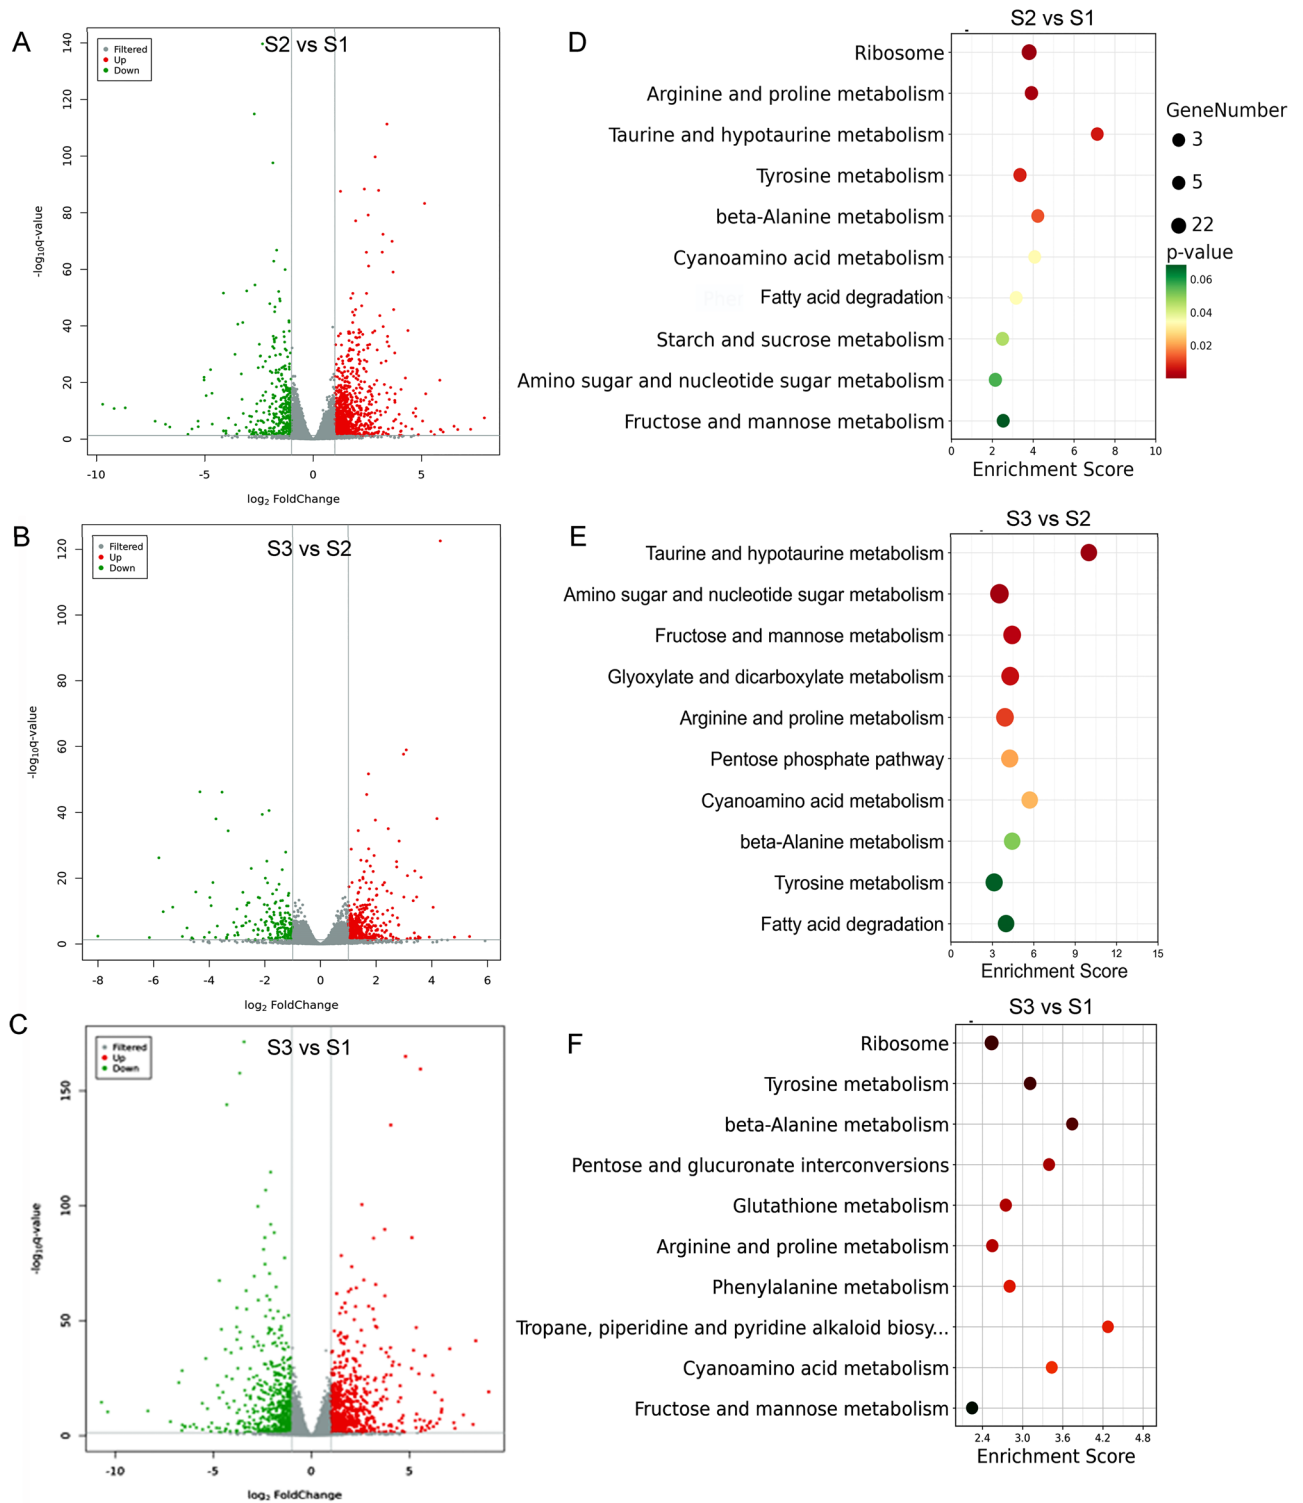 A
S2 vs S1
Filtered
Up
Down
-log10q-value
140
120
100
80
60
40
20
0
-10
-5
0
5
log2 FoldChange
D
S2 vs S1
Ribosome
Arginine and proline metabolism
Taurine and hypotaurine metabolism
Tyrosine metabolism
beta-Alanine metabolism
Cyanoamino acid metabolism
Fatty acid degradation
Starch and sucrose metabolism
Amino sugar and nucleotide sugar metabolism
Fructose and mannose metabolism
0 2 4 6 8 10
Enrichment Score
GeneNumber
3
5
22
p-value
0.06
0.04
0.02
B
S3 vs S2
Filtered
Up
Down
-log10q-value
120
100
80
60
40
20
0
-8 -6 -4 -2 0 2 4 6
log2 FoldChange
E
S3 vs S2
Taurine and hypotaurine metabolism
Amino sugar and nucleotide sugar metabolism
Fructose and mannose metabolism
Glyoxylate and dicarboxylate metabolism
Arginine and proline metabolism
Pentose phosphate pathway
Cyanoamino acid metabolism
beta-Alanine metabolism
Tyrosine metabolism
Fatty acid degradation
0 3 6 9 12 15
Enrichment Score
C
S3 vs S1
Filtered
Up
Down
-log10q-value
150
100
50
0
-10 -5 0 5
log2 FoldChange
F
S3 vs S1
Ribosome
Tyrosine metabolism
beta-Alanine metabolism
Pentose and glucuronate interconversions
Glutathione metabolism
Arginine and proline metabolism
Phenylalanine metabolism
Tropane, piperidine and pyridine alkaloid biosy...
Cyanoamino acid metabolism
Fructose and mannose metabolism
2.4 3.0 3.6 4.2 4.8
Enrichment Score